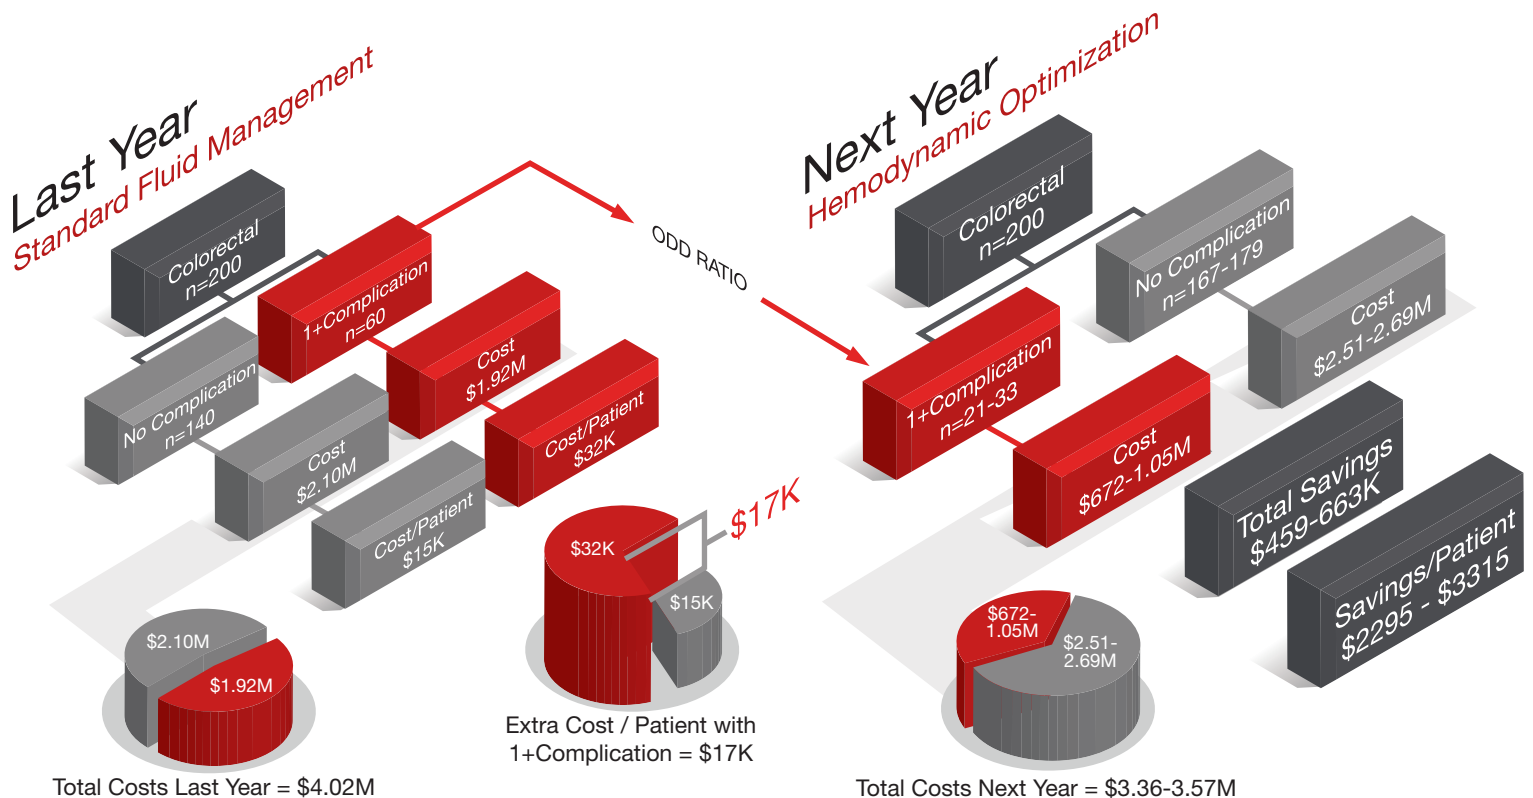 Last Year
Standard Fluid Management
Colorectal
n=200
1+Complication
n=60
Cost
$1.92M
Cost/Patient
$32K
No Complication
n=140
Cost
$2.10M
Cost/Patient
$15K
ODD RATIO
$2.10M
$1.92M
Total Costs Last Year = $4.02M
$32K
$15K
$17K
Extra Cost / Patient with
1+Complication = $17K
Next Year
Hemodynamic Optimization
Colorectal
n=200
No Complication
n=167-179
Cost
$2.51-2.69M
1+Complication
n=21-33
Cost
$672-1.05M
Total Savings
$459-663K
Savings/Patient
$2295 - $3315
$672-
1.05M
$2.51-
2.69M
Total Costs Next Year = $3.36-3.57M